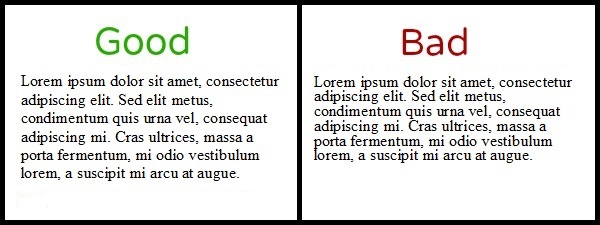 Good
Lorem ipsum dolor sit amet, consectetur
adipiscing elit. Sed elit metus,
condimentum quis urna vel, consequat
adipiscing mi. Cras ultrices, massa a
porta fermentum, mi odio vestibulum
lorem, a suscipit mi arcu at augue.
Bad
Lorem ipsum dolor sit amet, consectetur
adipiscing elit. Sed elit metus,
condimentum quis urna vel, consequat
adipiscing mi. Cras ultrices, massa a
porta fermentum, mi odio vestibulum
lorem, a suscipit mi arcu at augue.